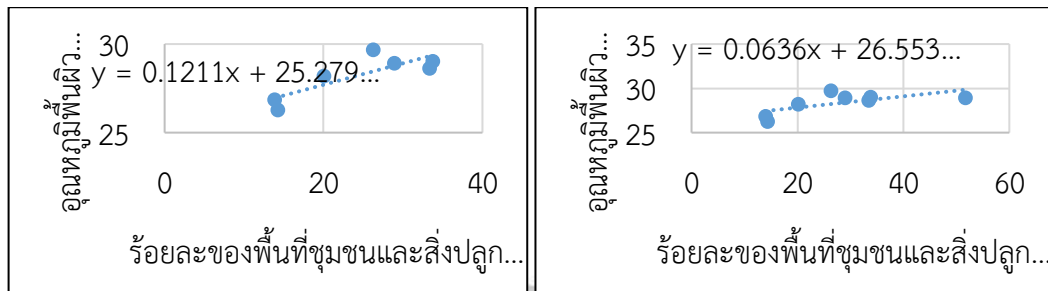 30
y = 0.1211x + 25.279...
25
0 20 40
อุณหภูมิพื้นผิว...
ร้อยละของพื้นที่ชุมชนและสิ่งปลูก...
35
y = 0.0636x + 26.553...
30
25
0 20 40 60
อุณหภูมิพื้นผิว...
ร้อยละของพื้นที่ชุมชนและสิ่งปลูก...